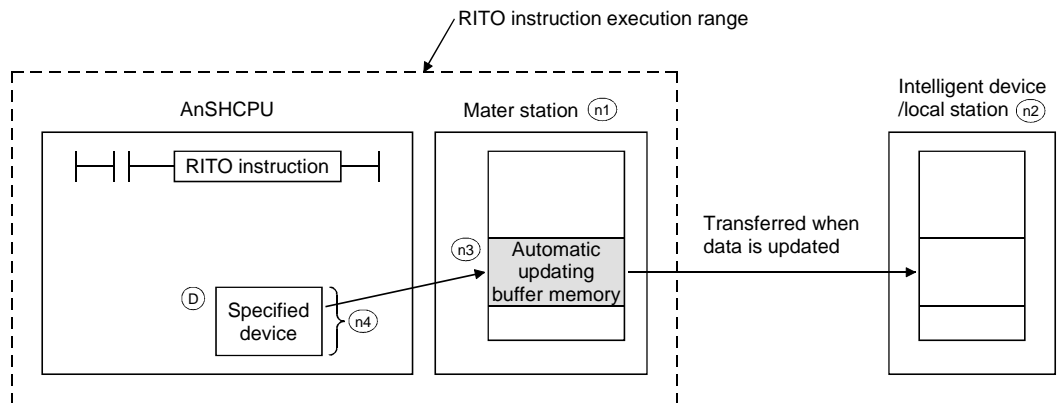 RITO instruction execution range
AnSHCPU
Mater station n1
Intelligent device
/local station n2
RITO instruction
Transferred when
data is updated
n3
Automatic
updating
buffer memory
D
Specified
device
n4